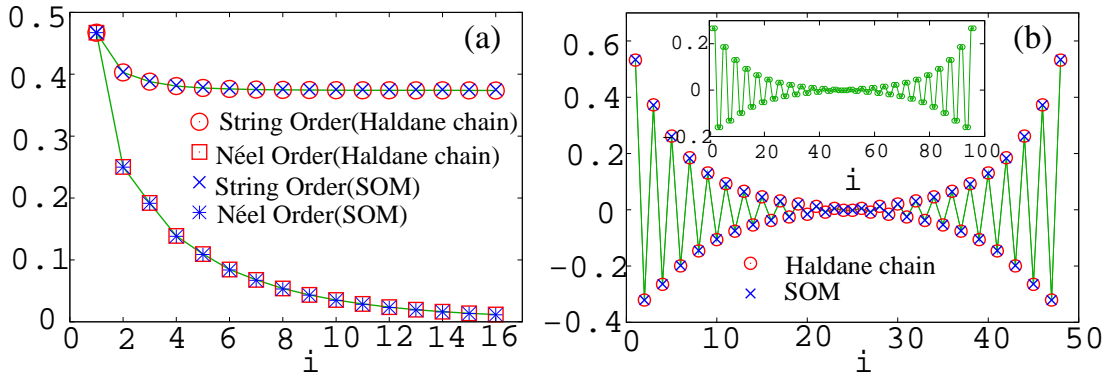 0.5
0.4
0.3
0.2
0.1
0
0 2 4 6 8 10 12 14 16
i
(a)
String Order(Haldane chain)
Néel Order(Haldane chain)
String Order(SOM)
Néel Order(SOM)
0.6
0.4
0.2
0
-0.2
-0.4
0 10 20 30 40 50
i
(b)
Haldane chain
SOM
0.2
0
-0.2
0 20 40 60 80 100
i